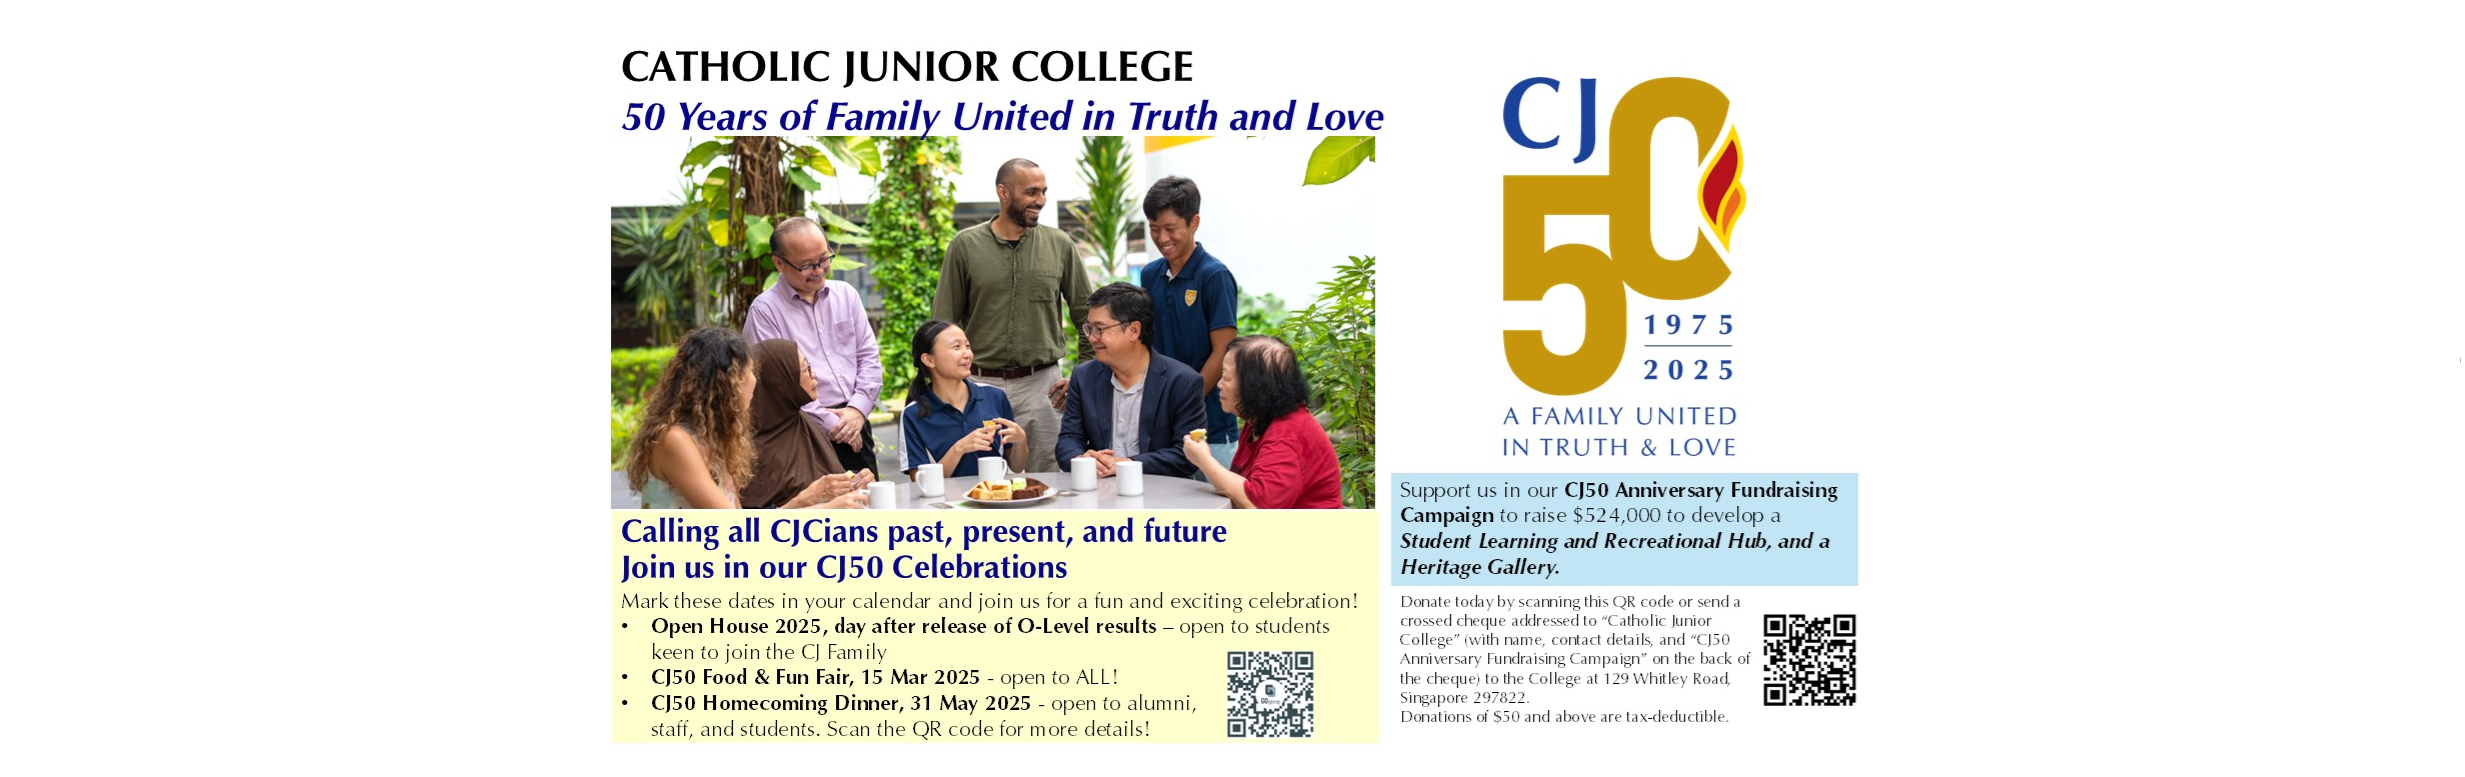 CATHOLIC JUNIOR COLLEGE
50 Years of Family United in Truth and Love
Calling all CJCians past, present, and future
Join us in our CJ50 Celebrations
Mark these dates in your calendar and join us for a fun and exciting celebration!
• Open House 2025, day after release of O-Level results – open to students
keen to join the CJ Family
• CJ50 Food & Fun Fair, 15 Mar 2025 - open to ALL!
• CJ50 Homecoming Dinner, 31 May 2025 - open to alumni,
staff, and students. Scan the QR code for more details!
CJ
50
1975
2025
A FAMILY UNITED
IN TRUTH & LOVE
Support us in our CJ50 Anniversary Fundraising
Campaign to raise $524,000 to develop a
Student Learning and Recreational Hub, and a
Heritage Gallery.
Donate today by scanning this QR code or send a
crossed cheque addressed to “Catholic Junior
College” (with name, contact details, and “CJ50
Anniversary Fundraising Campaign” on the back of
the cheque) to the College at 129 Whitley Road,
Singapore 297822.
Donations of $50 and above are tax-deductible.